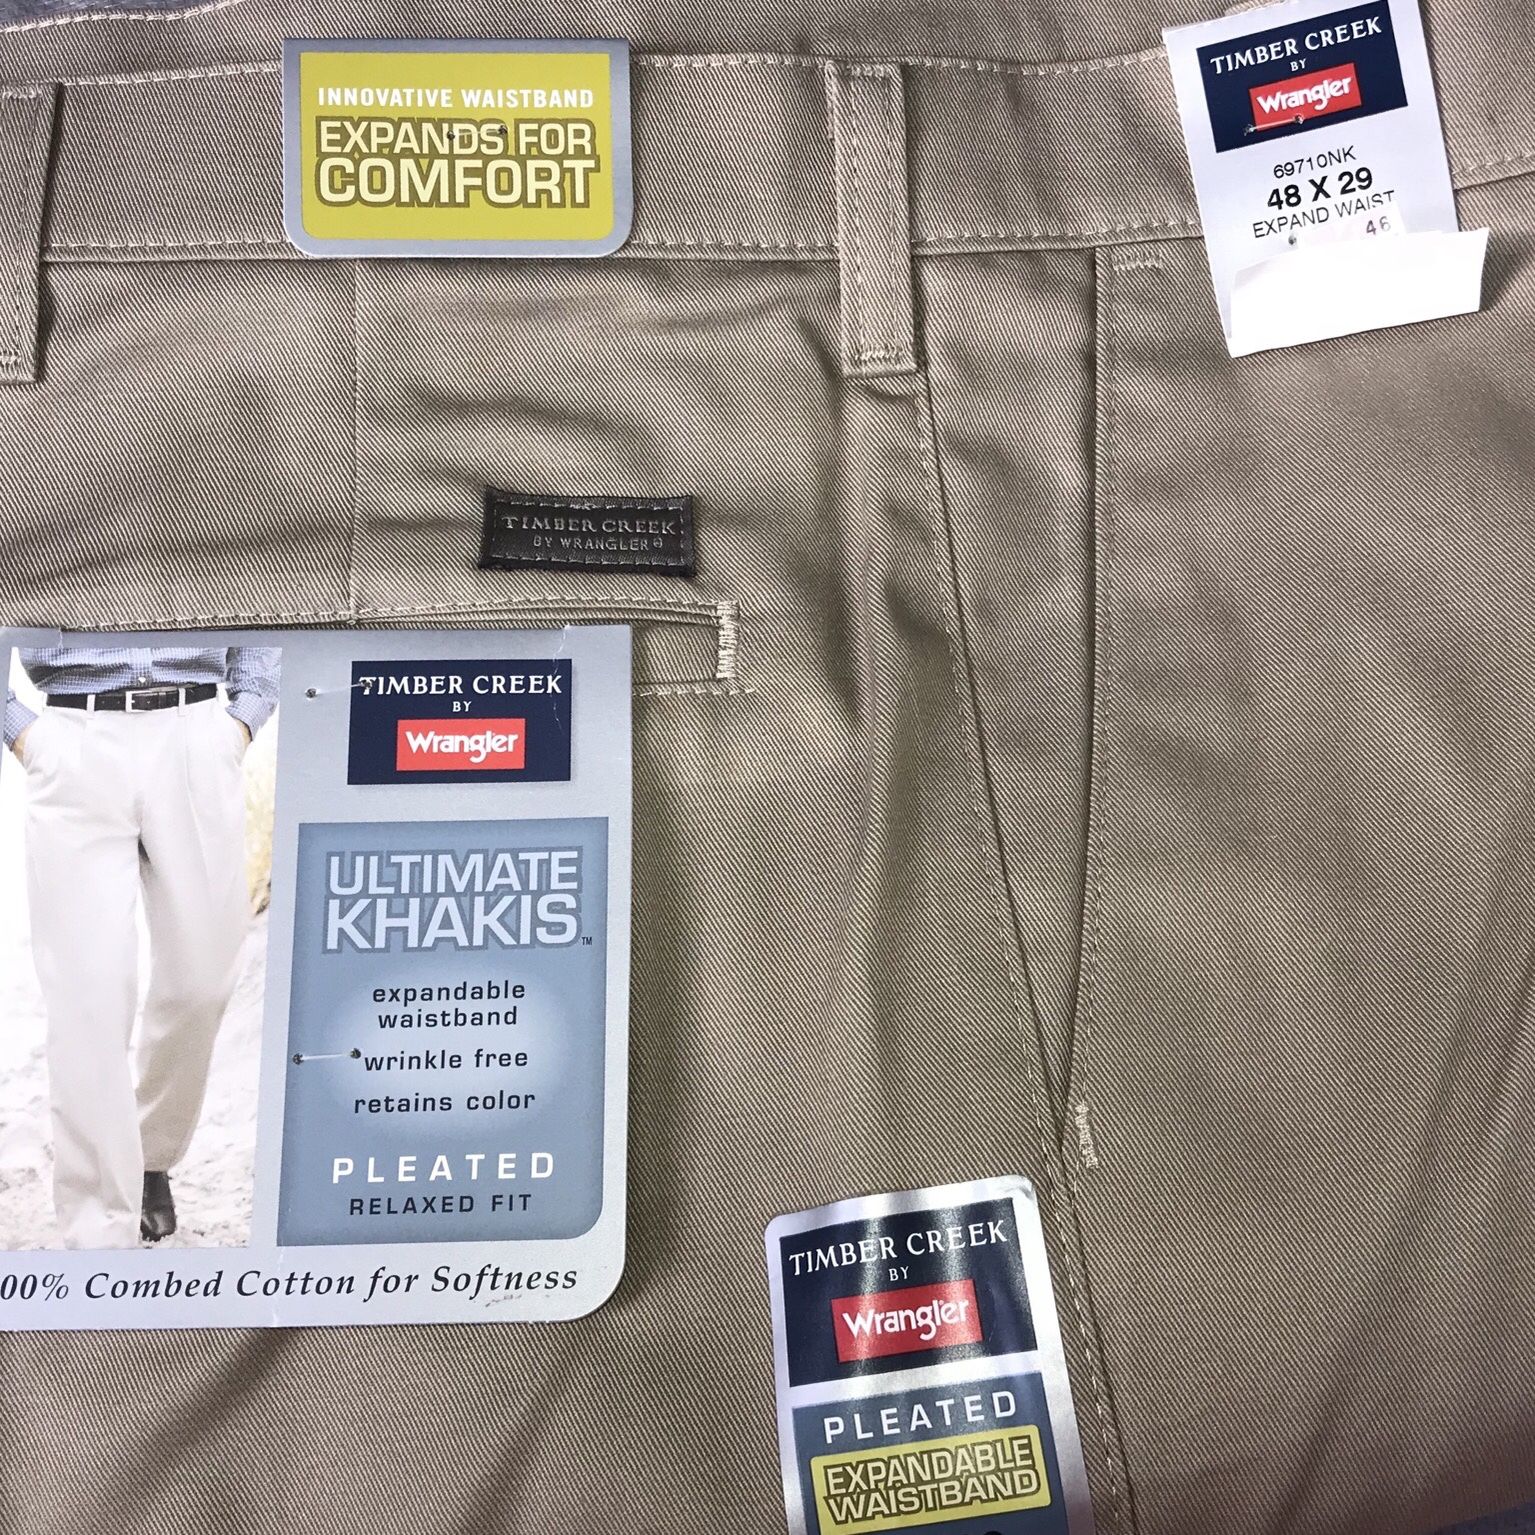 INNOVATIVE WAISTBAND
EXPANDS FOR
COMFORT
TIMBER CREEK
BY
Wrangler
69710NK
48 X 29
EXPAND WAIST
46
TIMBER CREEK
BY WRANGLER®
TIMBER CREEK
BY
Wrangler
ULTIMATE
KHAKIS™
expandable
waistband
wrinkle free
retains color
PLEATED
RELAXED FIT
00% Combed Cotton for Softness
TIMBER CREEK
BY
Wrangler
PLEATED
EXPANDABLE
WAISTBAND